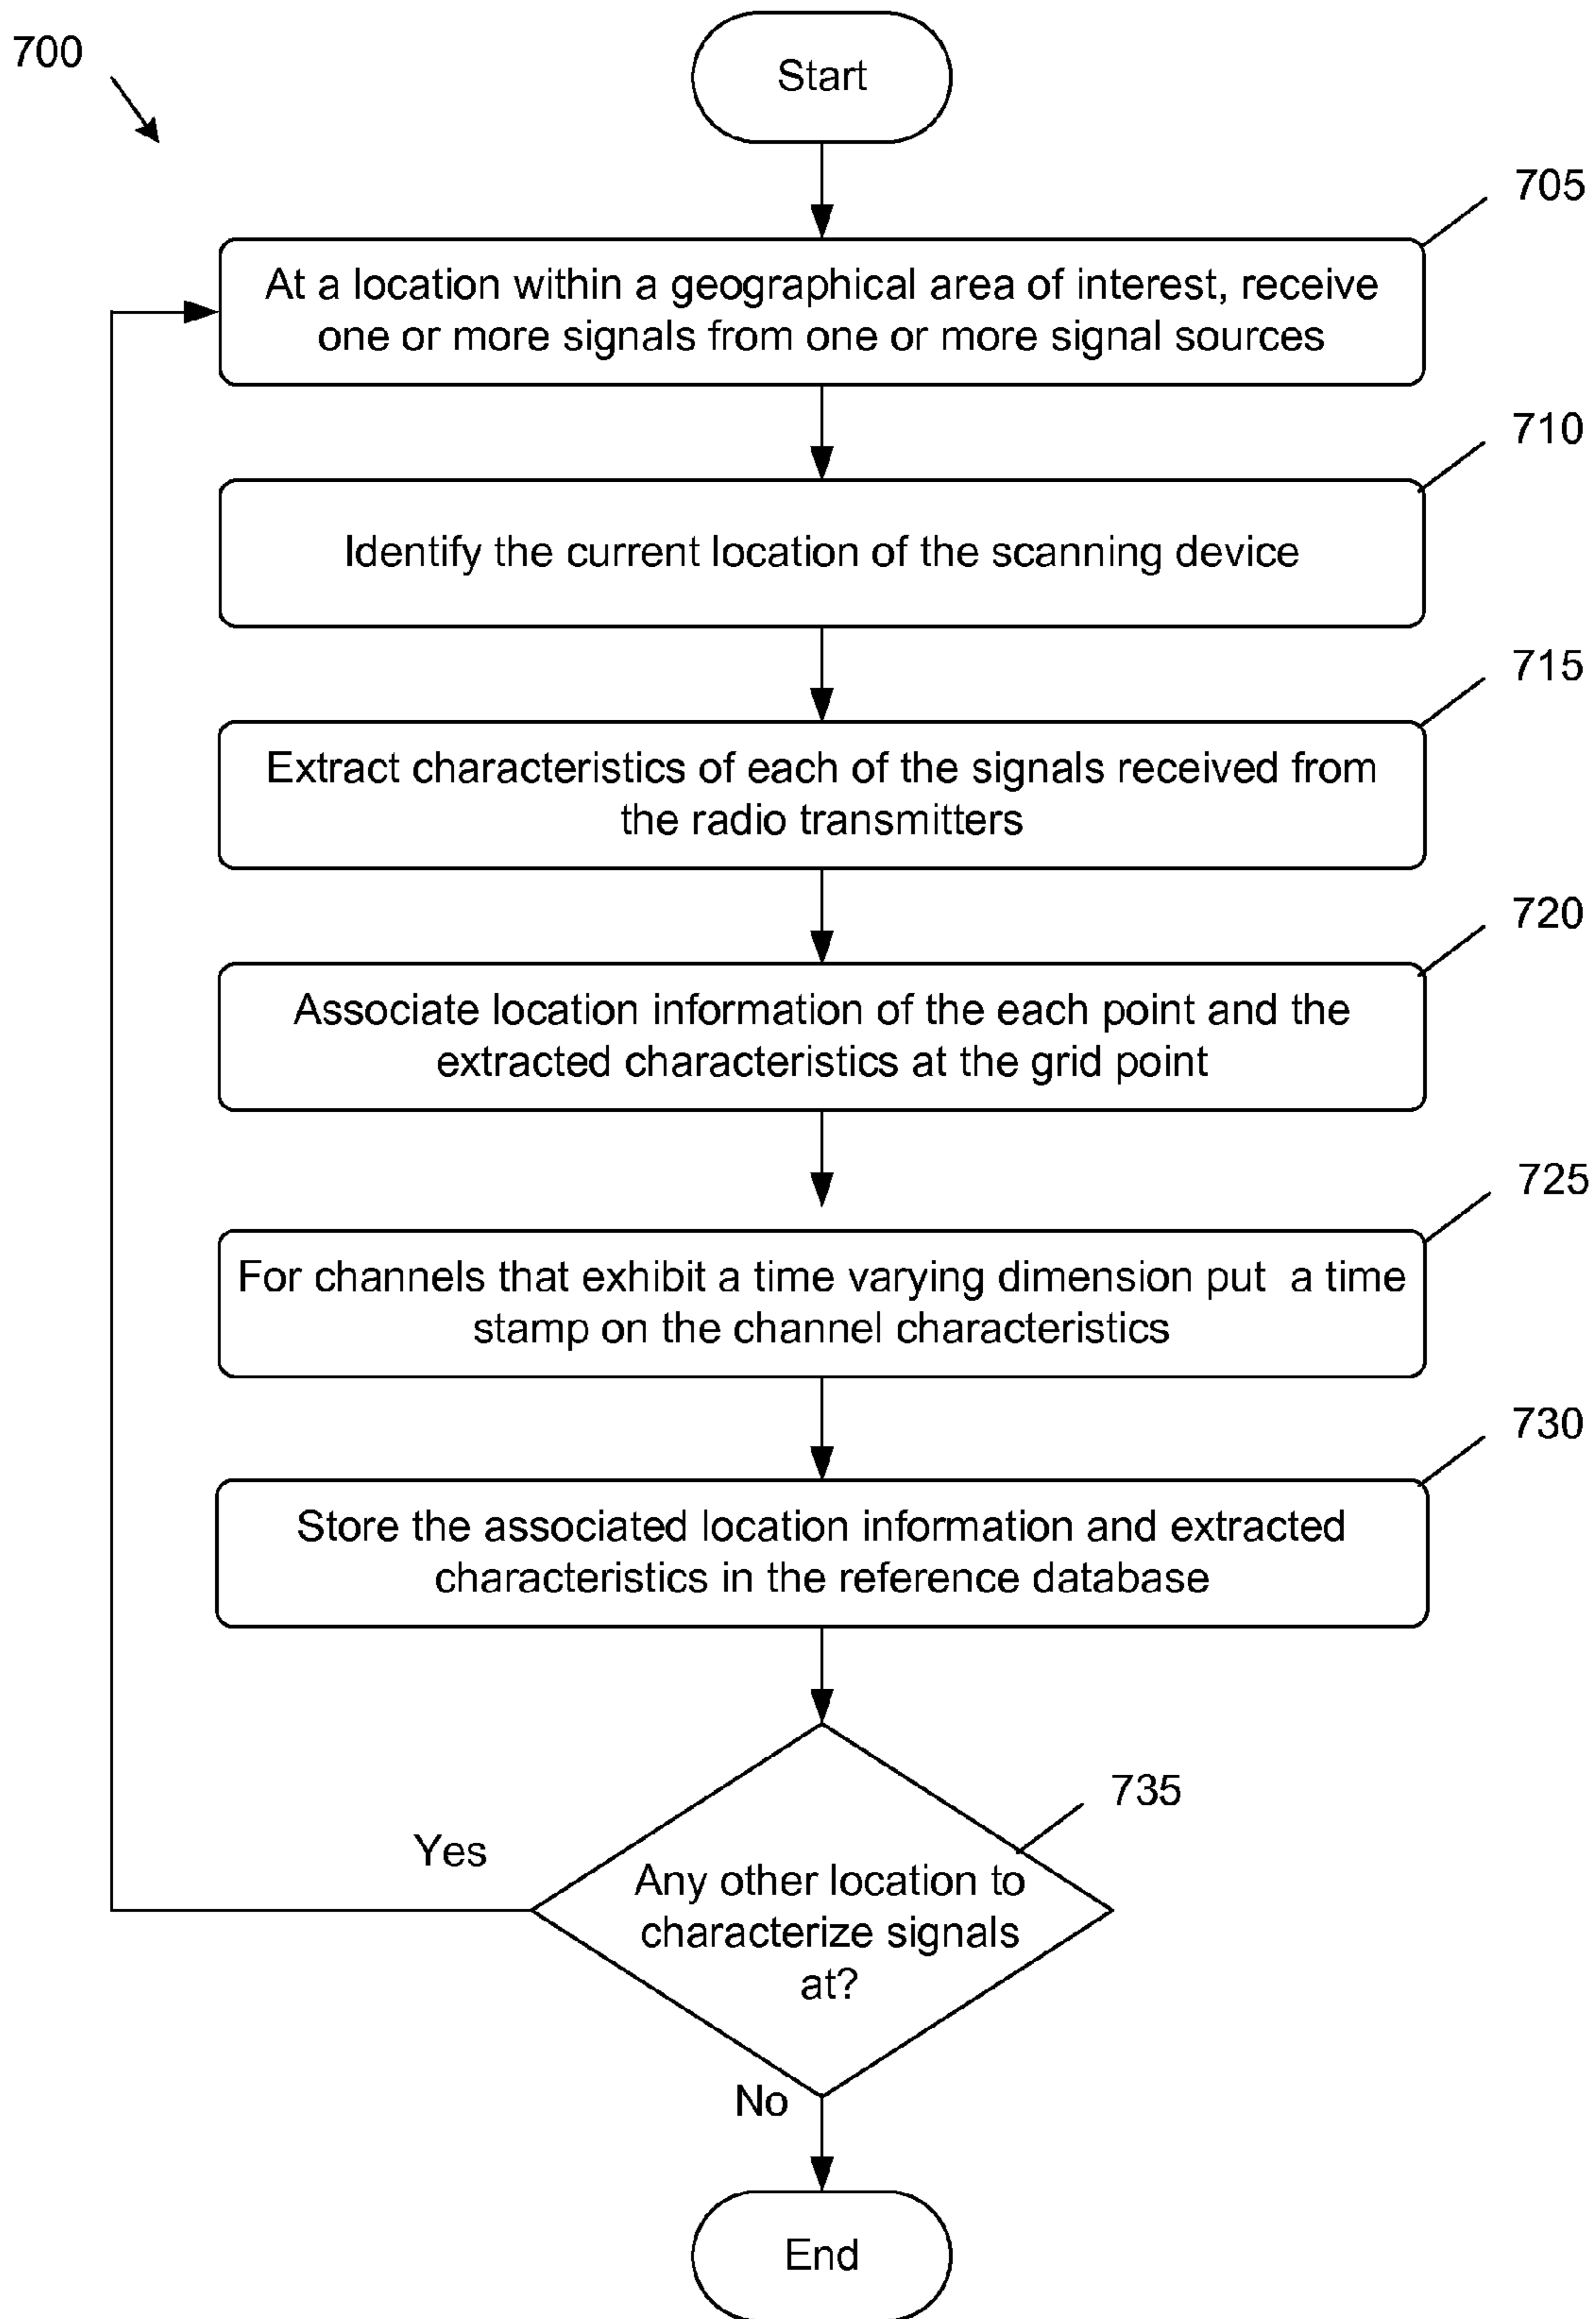 700
Start
705
At a location within a geographical area of interest, receive
one or more signals from one or more signal sources
710
Identify the current location of the scanning device
715
Extract characteristics of each of the signals received from
the radio transmitters
720
Associate location information of the each point and the
extracted characteristics at the grid point
725
For channels that exhibit a time varying dimension put  a time
stamp on the channel characteristics
730
Store the associated location information and extracted
characteristics in the reference database
735
Yes
Any other location to
characterize signals
at?
No
End